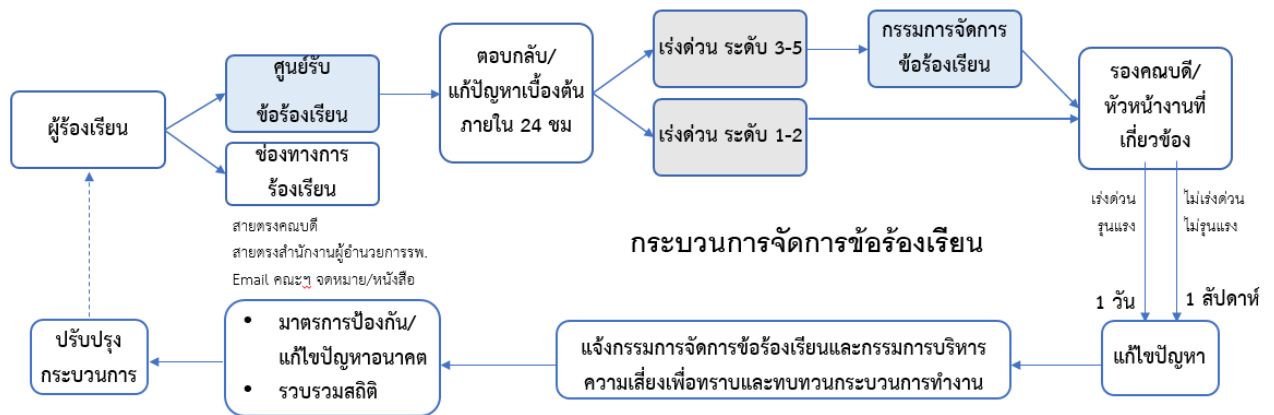 ผู้ร้องเรียน
ศูนย์รับ
ข้อร้องเรียน
ช่องทางการ
ร้องเรียน
สายตรงคณบดี
สายตรงสำนักงานผู้อำนวยการรพ.
Email คณะฯ จดหมาย/หนังสือ
ตอบกลับ/
แก้ปัญหาเบื้องต้น
ภายใน 24 ชม
เร่งด่วน ระดับ 3-5
เร่งด่วน ระดับ 1-2
กรรมการจัดการ
ข้อร้องเรียน
รองคณบดี/
หัวหน้างานที่
เกี่ยวข้อง
เร่งด่วน
รุนแรง
ไม่เร่งด่วน
ไม่รุนแรง
กระบวนการจัดการข้อร้องเรียน
1 วัน
1 สัปดาห์
แก้ไขปัญหา
แจ้งกรรมการจัดการข้อร้องเรียนและกรรมการบริหาร
ความเสี่ยงเพื่อทราบและทบทวนกระบวนการทำงาน
• มาตรการป้องกัน/
แก้ไขปัญหาอนาคต
• รวบรวมสถิติ
ปรับปรุง
กระบวนการ